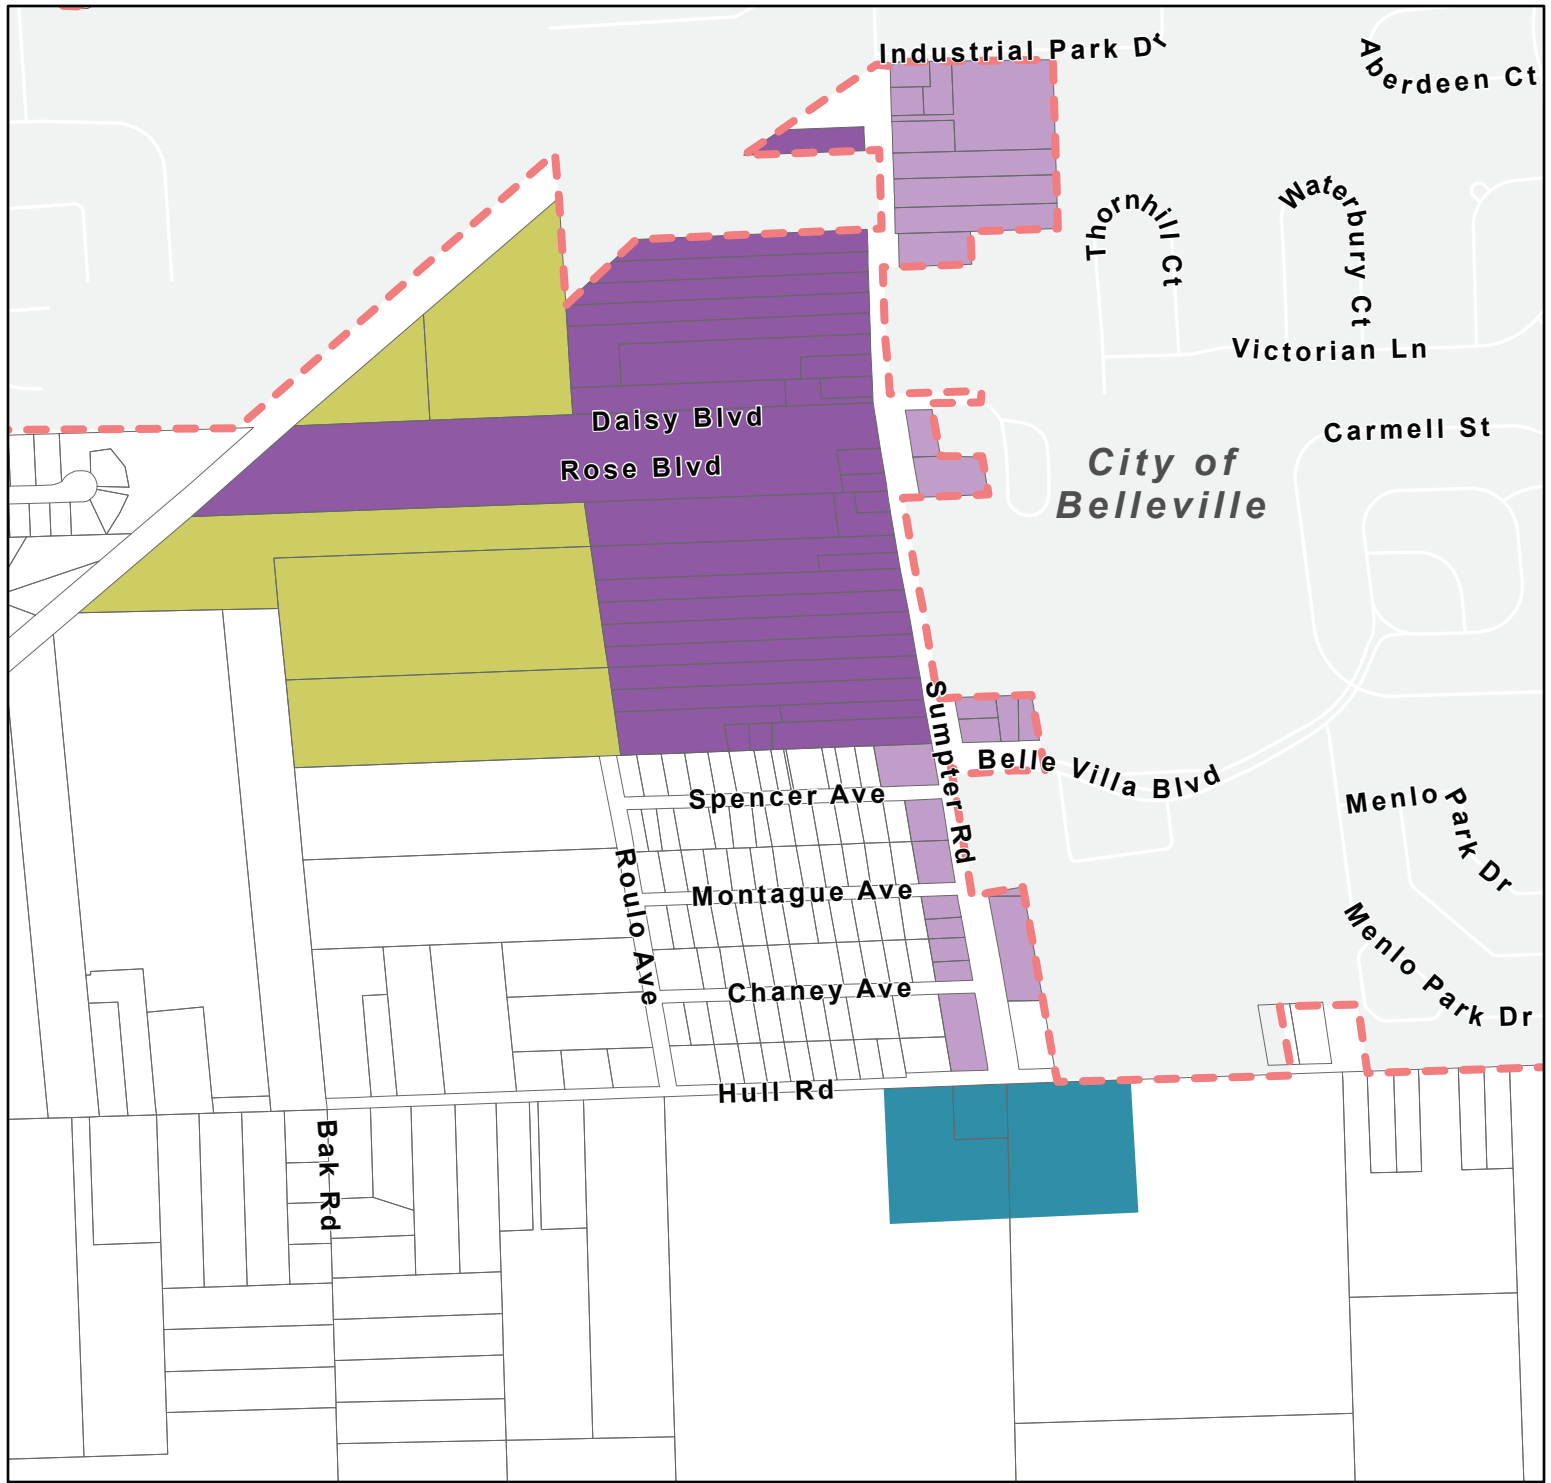 Industrial Park Dr
Aberdeen Ct
Thornhill Ct
Waterbury Ct
Victorian Ln
Daisy Blvd
Carmell St
Rose Blvd
City of
Belleville
Sumpter Rd
Belle Villa Blvd
Spencer Ave
Menlo Park Dr
Roulo Ave
Montague Ave
Menlo Park Dr
Chaney Ave
Hull Rd
Bak Rd